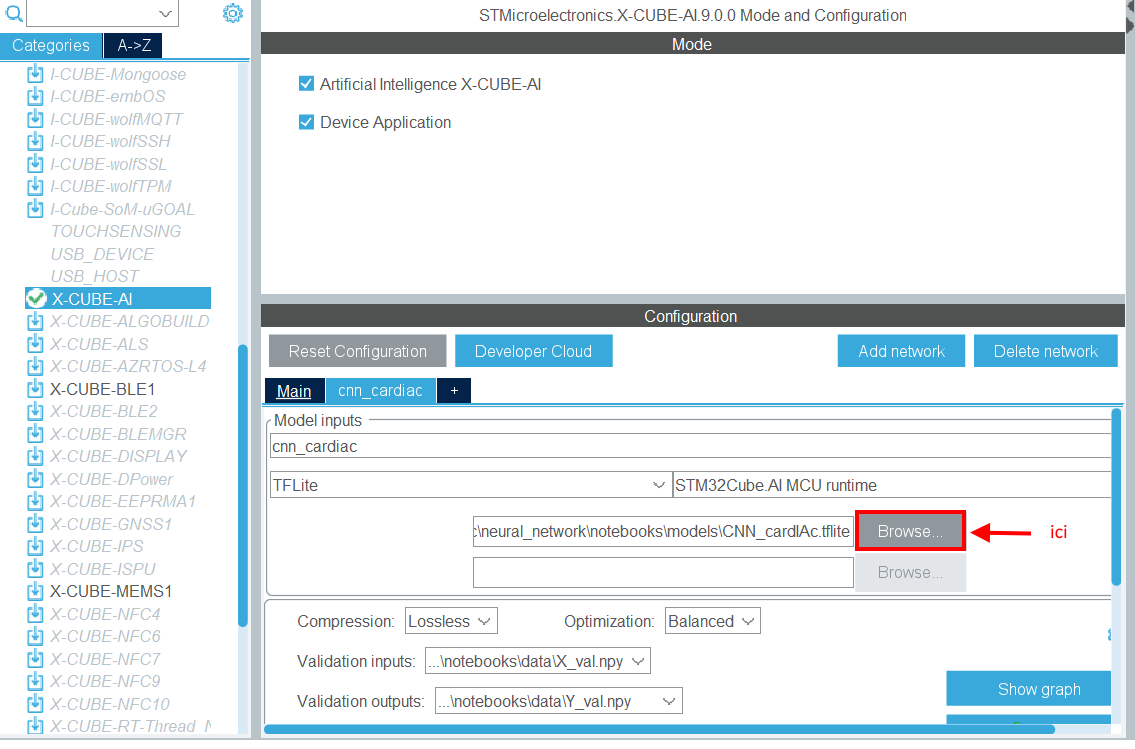 STMicroelectronics.X-CUBE-AI.9.0.0 Mode and Configuration
Categories
A->Z
I-CUBE-Mongoose
I-CUBE-embOS
I-CUBE-wolfMQTT
I-CUBE-wolfSSH
I-CUBE-wolfSSL
I-CUBE-wolfTPM
I-Cube-SoM-uGOAL
TOUCHSENSING
USB_DEVICE
USB_HOST
X-CUBE-AI
X-CUBE-ALGOBUILD
X-CUBE-ALS
X-CUBE-AZRTOS-L4
X-CUBE-BLE1
X-CUBE-BLE2
X-CUBE-BLEMGR
X-CUBE-DISPLAY
X-CUBE-DPower
X-CUBE-EEPRMA1
X-CUBE-GNSS1
X-CUBE-IPS
X-CUBE-ISPU
X-CUBE-MEMS1
X-CUBE-NFC4
X-CUBE-NFC6
X-CUBE-NFC7
X-CUBE-NFC9
X-CUBE-NFC10
X-CUBE-RT-Thread_N
Mode
Artificial Intelligence X-CUBE-AI
Device Application
Configuration
Reset Configuration
Developer Cloud
Add network
Delete network
Main
cnn_cardiac
+
Model inputs
cnn_cardiac
TFLite
STM32Cube.AI MCU runtime
:\neural_network\notebooks\models\CNN_cardIAc.tflite
Browse...
ici
Browse...
Compression: Lossless
Optimization: Balanced
Validation inputs: ...\notebooks\data\X_val.npy
Validation outputs: ...\notebooks\data\Y_val.npy
Show graph